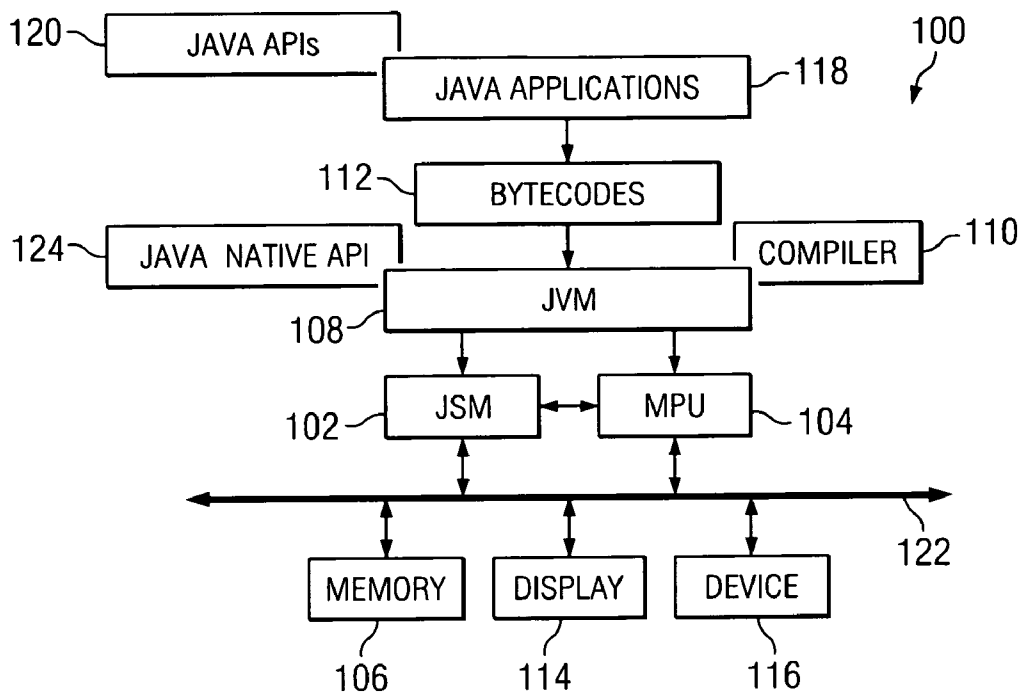 120
JAVA APIs
100
JAVA APPLICATIONS
118
112
BYTECODES
124
JAVA NATIVE API
COMPILER
110
JVM
108
JSM
MPU
102
104
122
MEMORY
DISPLAY
DEVICE
106
114
116